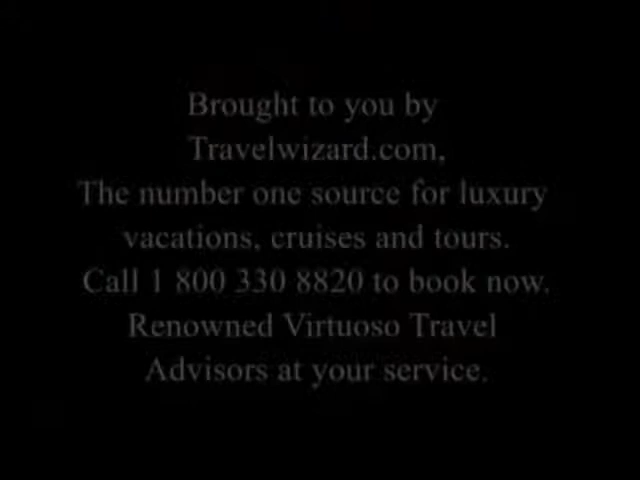 Brought to you by
Travelwizard.com,
The number one source for luxury
vacations, cruises and tours.
Call 1 800 330 8820 to book now.
Renowned Virtuoso Travel
Advisors at your service.